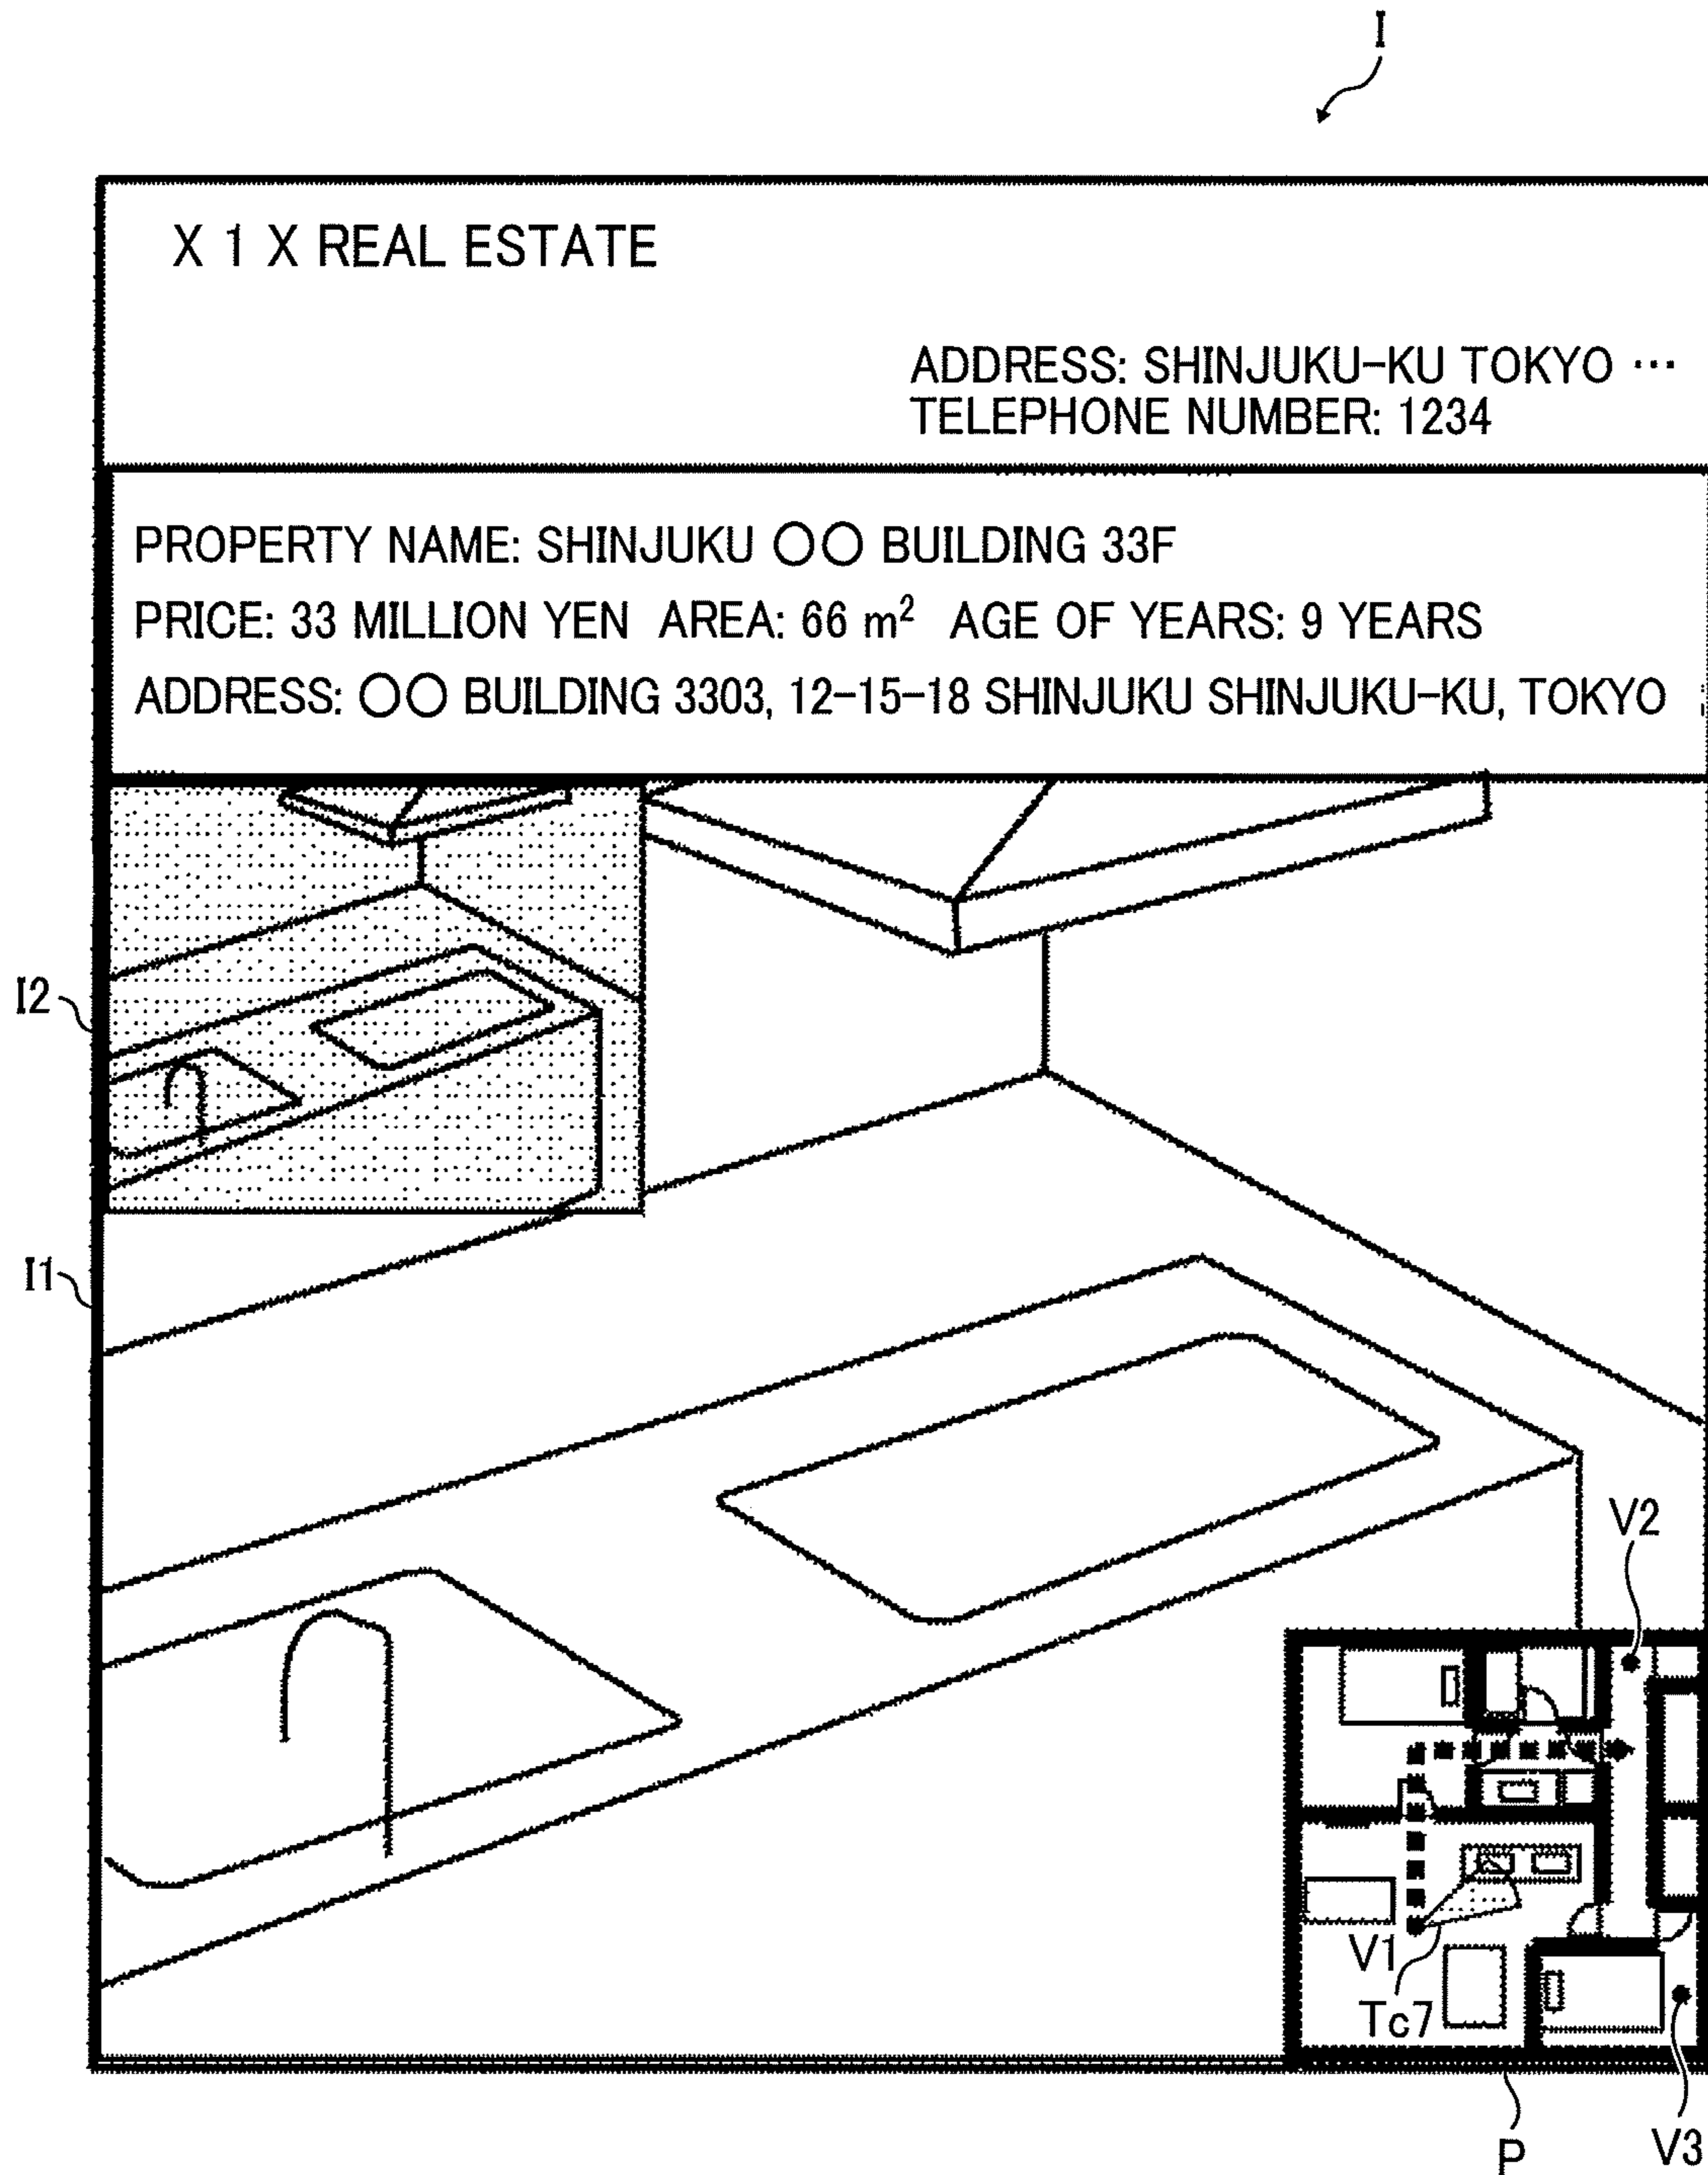 I
X 1 X REAL ESTATE
ADDRESS: SHINJUKU-KU TOKYO ···
TELEPHONE NUMBER: 1234
PROPERTY NAME: SHINJUKU ○○ BUILDING 33F
PRICE: 33 MILLION YEN AREA: 66 m² AGE OF YEARS: 9 YEARS
ADDRESS: ○○ BUILDING 3303, 12-15-18 SHINJUKU SHINJUKU-KU, TOKYO
I2
I1
V2
V1
Tc7
P
V3